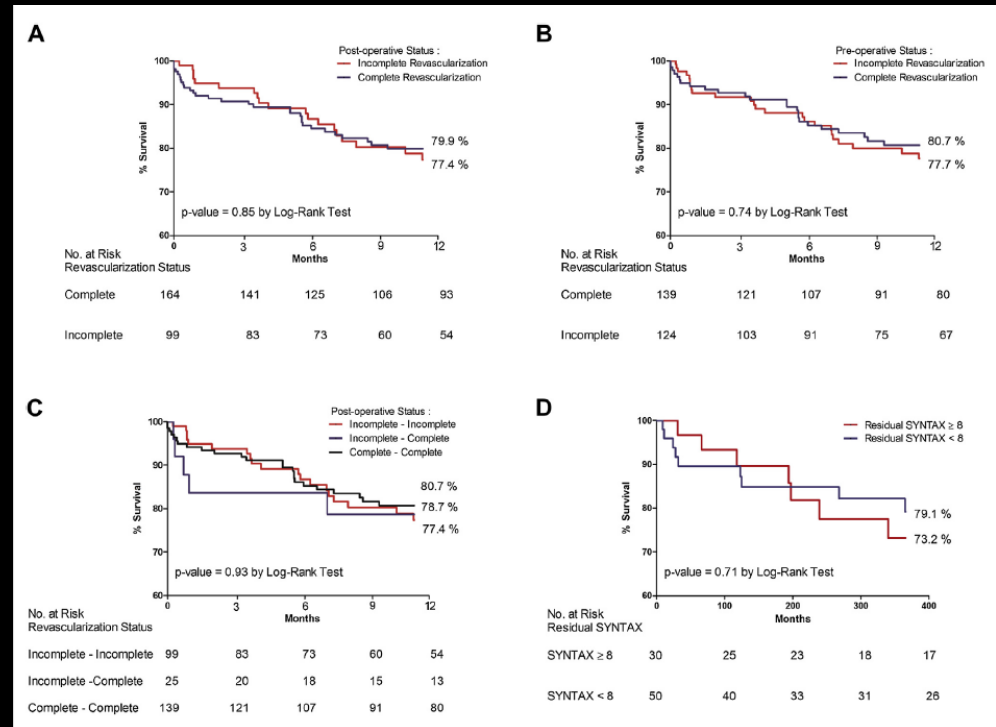 A
Post-operative Status :
Incomplete Revascularization
Complete Revascularization
% Survival
100
90
80
70
60
79.9 %
77.4 %
p-value = 0.85 by Log-Rank Test
0 3 6 9 12
Months
No. at Risk
Revascularization Status
Complete 164 141 125 106 93
Incomplete 99 83 73 60 54
B
Pre-operative Status :
Incomplete Revascularization
Complete Revascularization
% Survival
100
90
80
70
60
80.7 %
77.7 %
p-value = 0.74 by Log-Rank Test
0 3 6 9 12
Months
No. at Risk
Revascularization Status
Complete 139 121 107 91 80
Incomplete 124 103 91 75 67
C
Post-operative Status :
Incomplete - Incomplete
Incomplete - Complete
Complete - Complete
% Survival
100
90
80
70
60
80.7 %
78.7 %
77.4 %
p-value = 0.93 by Log-Rank Test
0 3 6 9 12
Months
No. at Risk
Revascularization Status
Incomplete - Incomplete 99 83 73 60 54
Incomplete -Complete 25 20 18 15 13
Complete - Complete 139 121 107 91 80
D
Residual SYNTAX ≥ 8
Residual SYNTAX < 8
% Survival
100
90
80
70
60
79.1 %
73.2 %
p-value = 0.71 by Log-Rank Test
0 100 200 300 400
Months
No. at Risk
Residual SYNTAX
SYNTAX ≥ 8 30 25 23 18 17
SYNTAX < 8 50 40 33 31 26